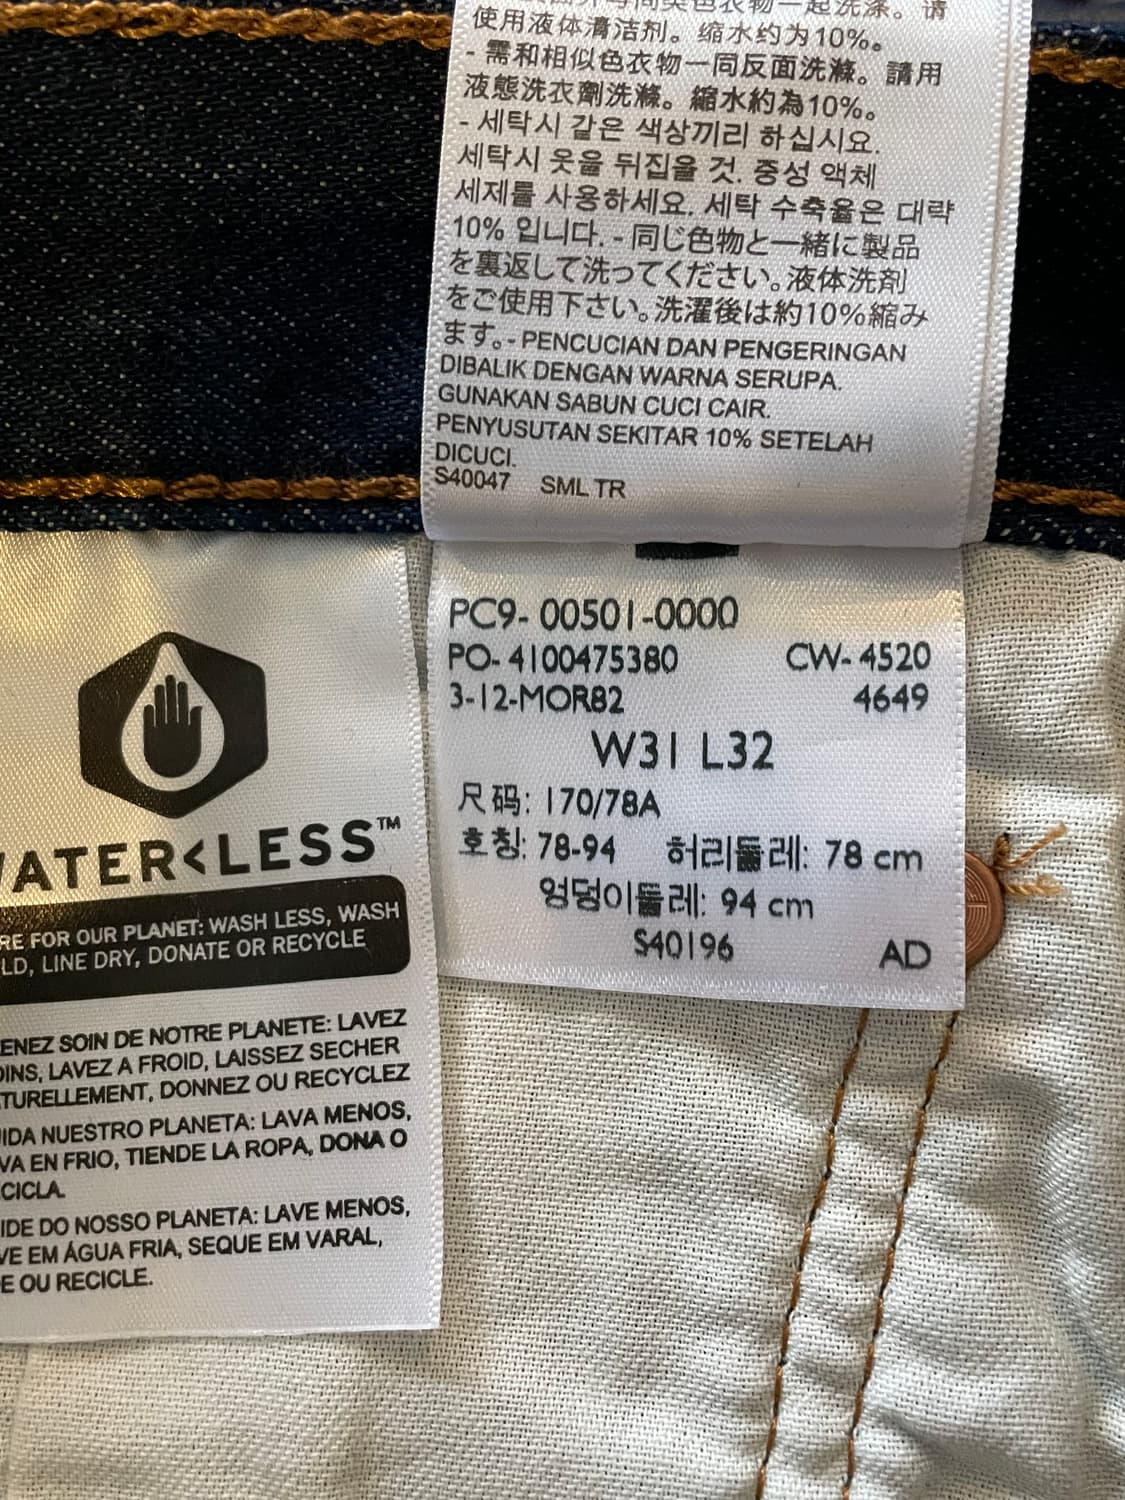 使用液体清洁剂。缩水约为10%。
- 需和相似色衣物一同反面洗滌。請用
液態洗衣劑洗滌。縮水約為10%。
- 세탁시 같은 색상끼리 하십시요.
세탁시 옷을 뒤집을 것. 중성 액체
세제를 사용하세요. 세탁 수축율은 대략
10% 입니다. - 同じ色物と一緒に製品
を裏返して洗ってください。液体洗剤
をご使用下さい。洗濯後は約10%縮み
ます。- PENCUCIAN DAN PENGERINGAN
DIBALIK DENGAN WARNA SERUPA.
GUNAKAN SABUN CUCI CAIR.
PENYUSUTAN SEKITAR 10% SETELAH
DICUCI.
S40047 SML TR
PC9- 00501-0000
PO- 4100475380 CW- 4520
3-12-MOR82 4649
W31 L32
尺码: 170/78A
호칭: 78-94 허리둘레: 78 cm
엉덩이둘레: 94 cm
S40196 AD
WATER<LESS™
RE FOR OUR PLANET: WASH LESS, WASH
LD, LINE DRY, DONATE OR RECYCLE
ENEZ SOIN DE NOTRE PLANETE: LAVEZ
OINS, LAVEZ A FROID, LAISSEZ SECHER
TURELLEMENT, DONNEZ OU RECYCLEZ
IDA NUESTRO PLANETA: LAVA MENOS,
VA EN FRIO, TIENDE LA ROPA, DONA O
CICLA.
IDE DO NOSSO PLANETA: LAVE MENOS,
VE EM ÁGUA FRIA, SEQUE EM VARAL,
E OU RECICLE.